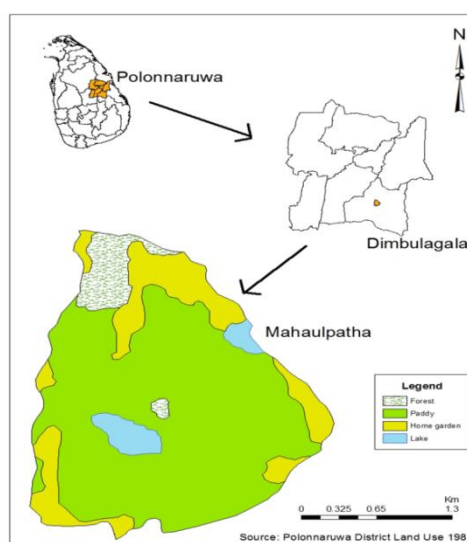 N
Polonnaruwa
Dimbulagala
Mahaulpatha
Legend
Forest
Paddy
Home garden
Lake
Km
0 0.325 0.65 1.3
Source: Polonnaruwa District Land Use 198